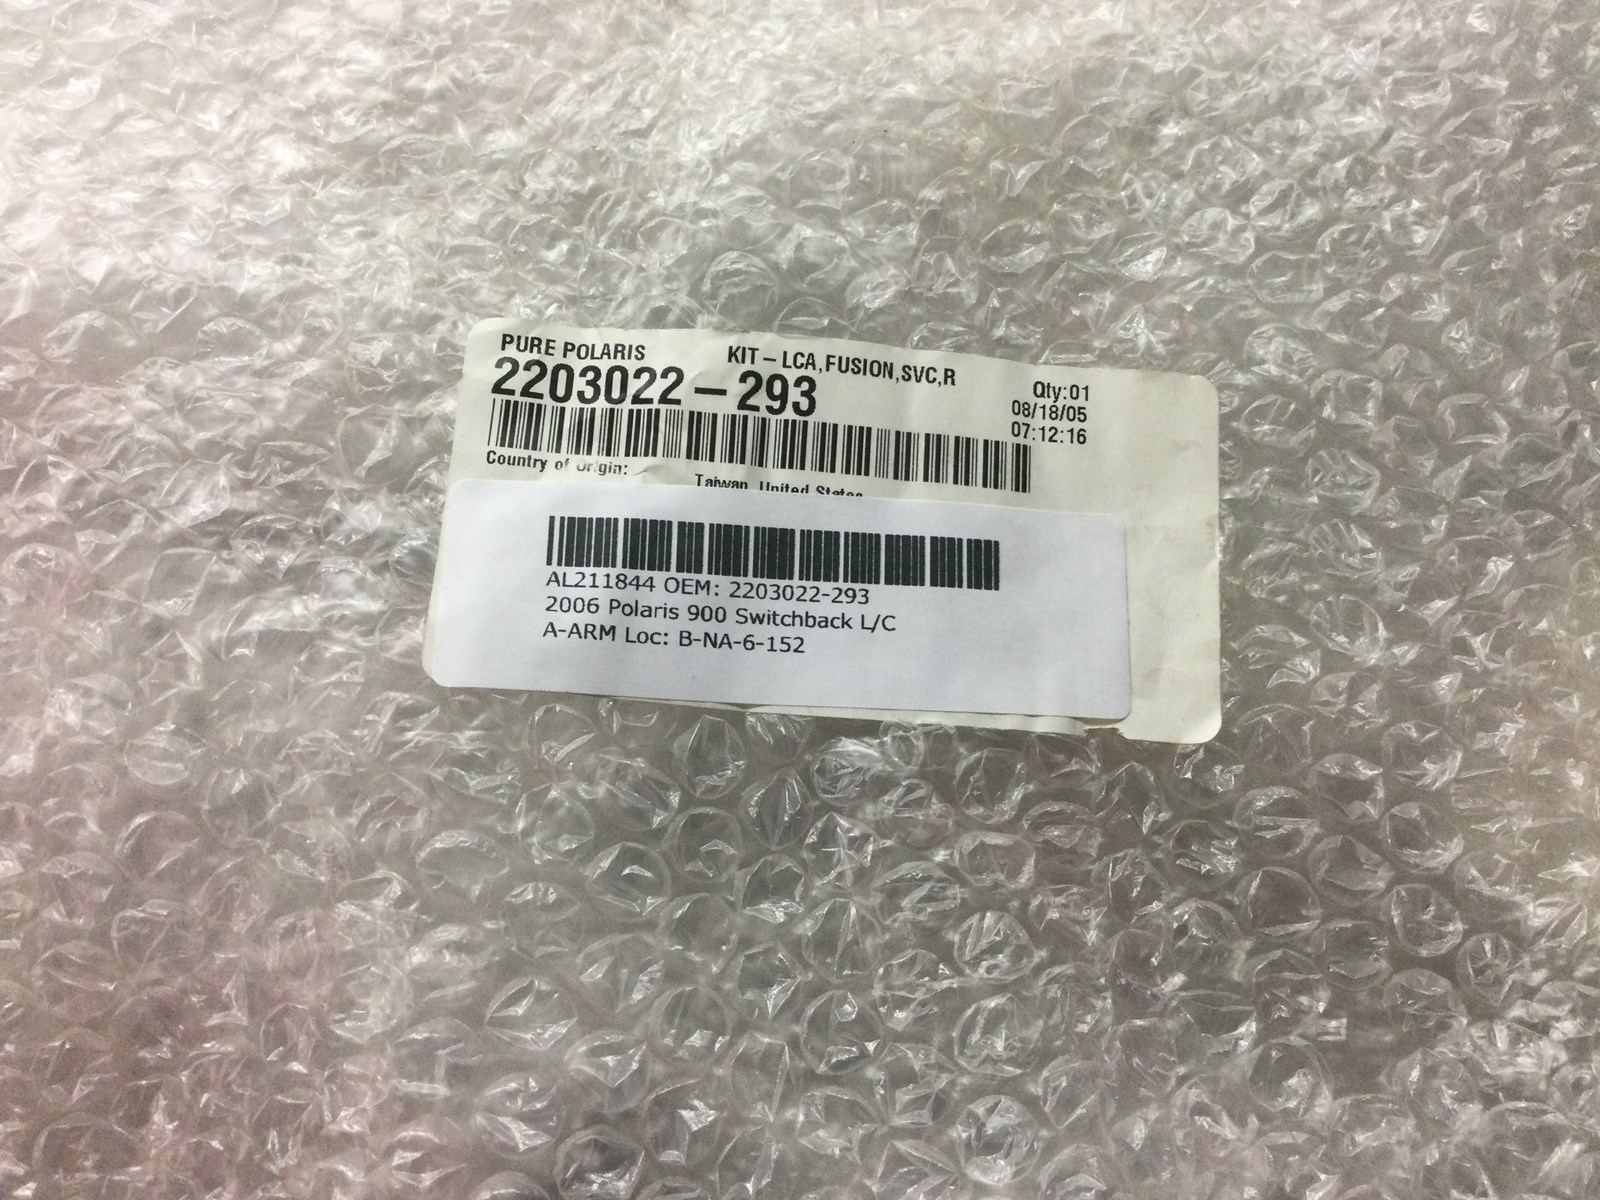 PURE POLARIS KIT-LCA,FUSION,SVC,R
2203022-293 Qty:01
08/18/05
07:12:16
Country of Origin:
Taiwan, United States
AL211844 OEM: 2203022-293
2006 Polaris 900 Switchback L/C
A-ARM Loc: B-NA-6-152